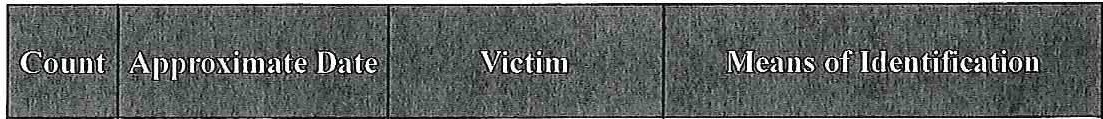 Count Approximate Date Victim Means of Identification